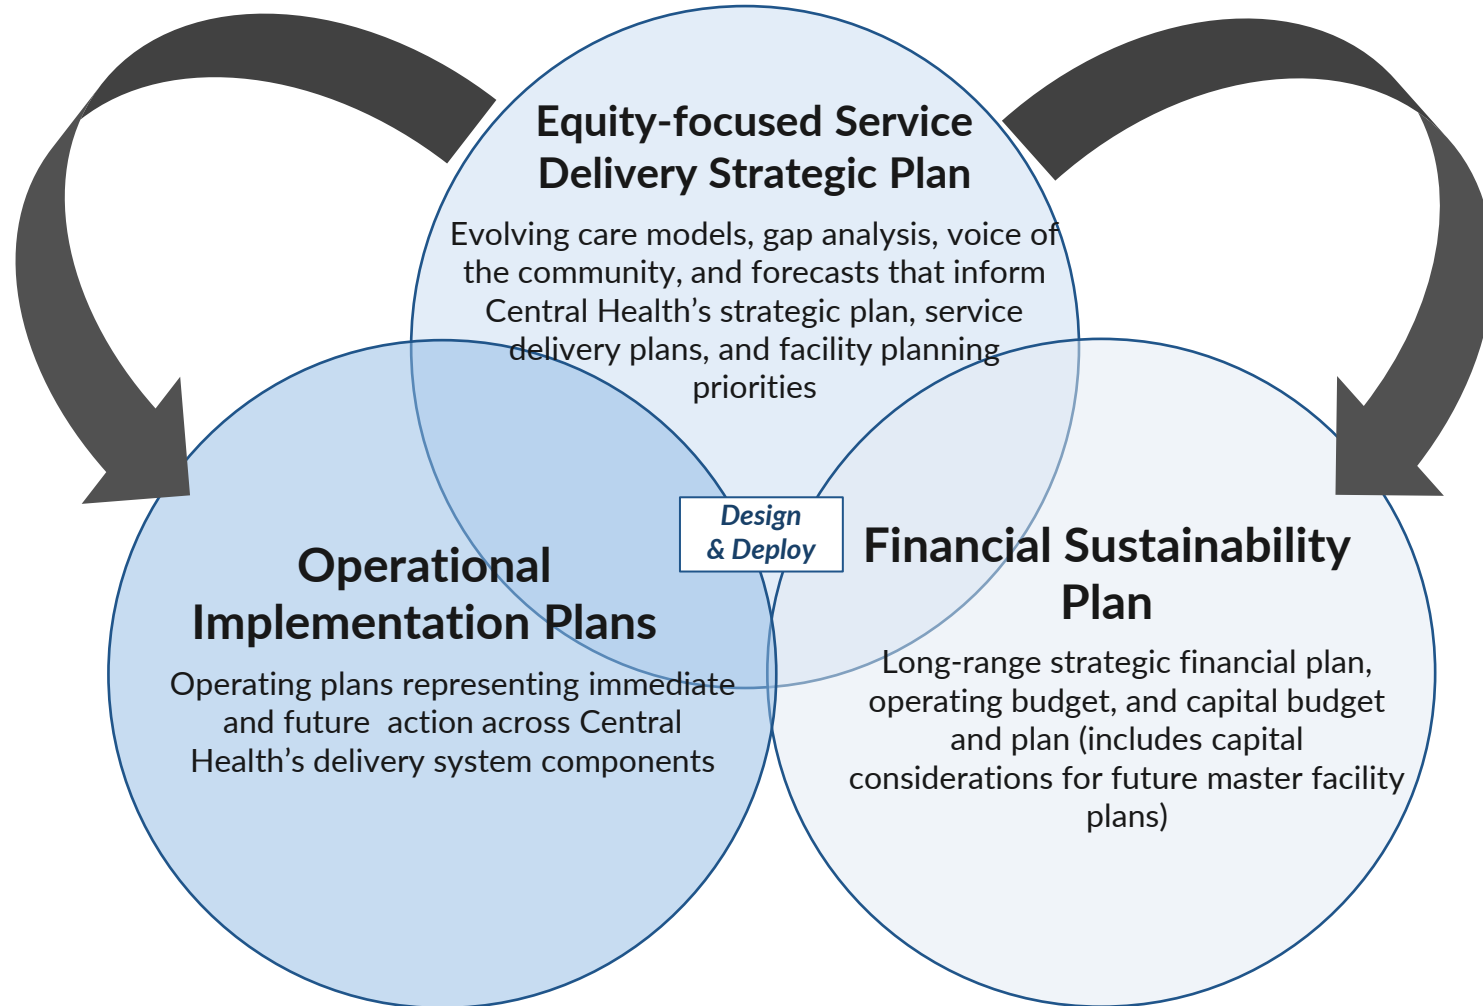 Equity-focused Service
Delivery Strategic Plan
Evolving care models, gap analysis, voice of
the community, and forecasts that inform
Central Health’s strategic plan, service
delivery plans, and facility planning
priorities
Design
& Deploy
Operational
Implementation Plans
Operating plans representing immediate
and future  action across Central
Health’s delivery system components
Financial Sustainability
Plan
Long-range strategic financial plan,
operating budget, and capital budget
and plan (includes capital
considerations for future master facility
plans)